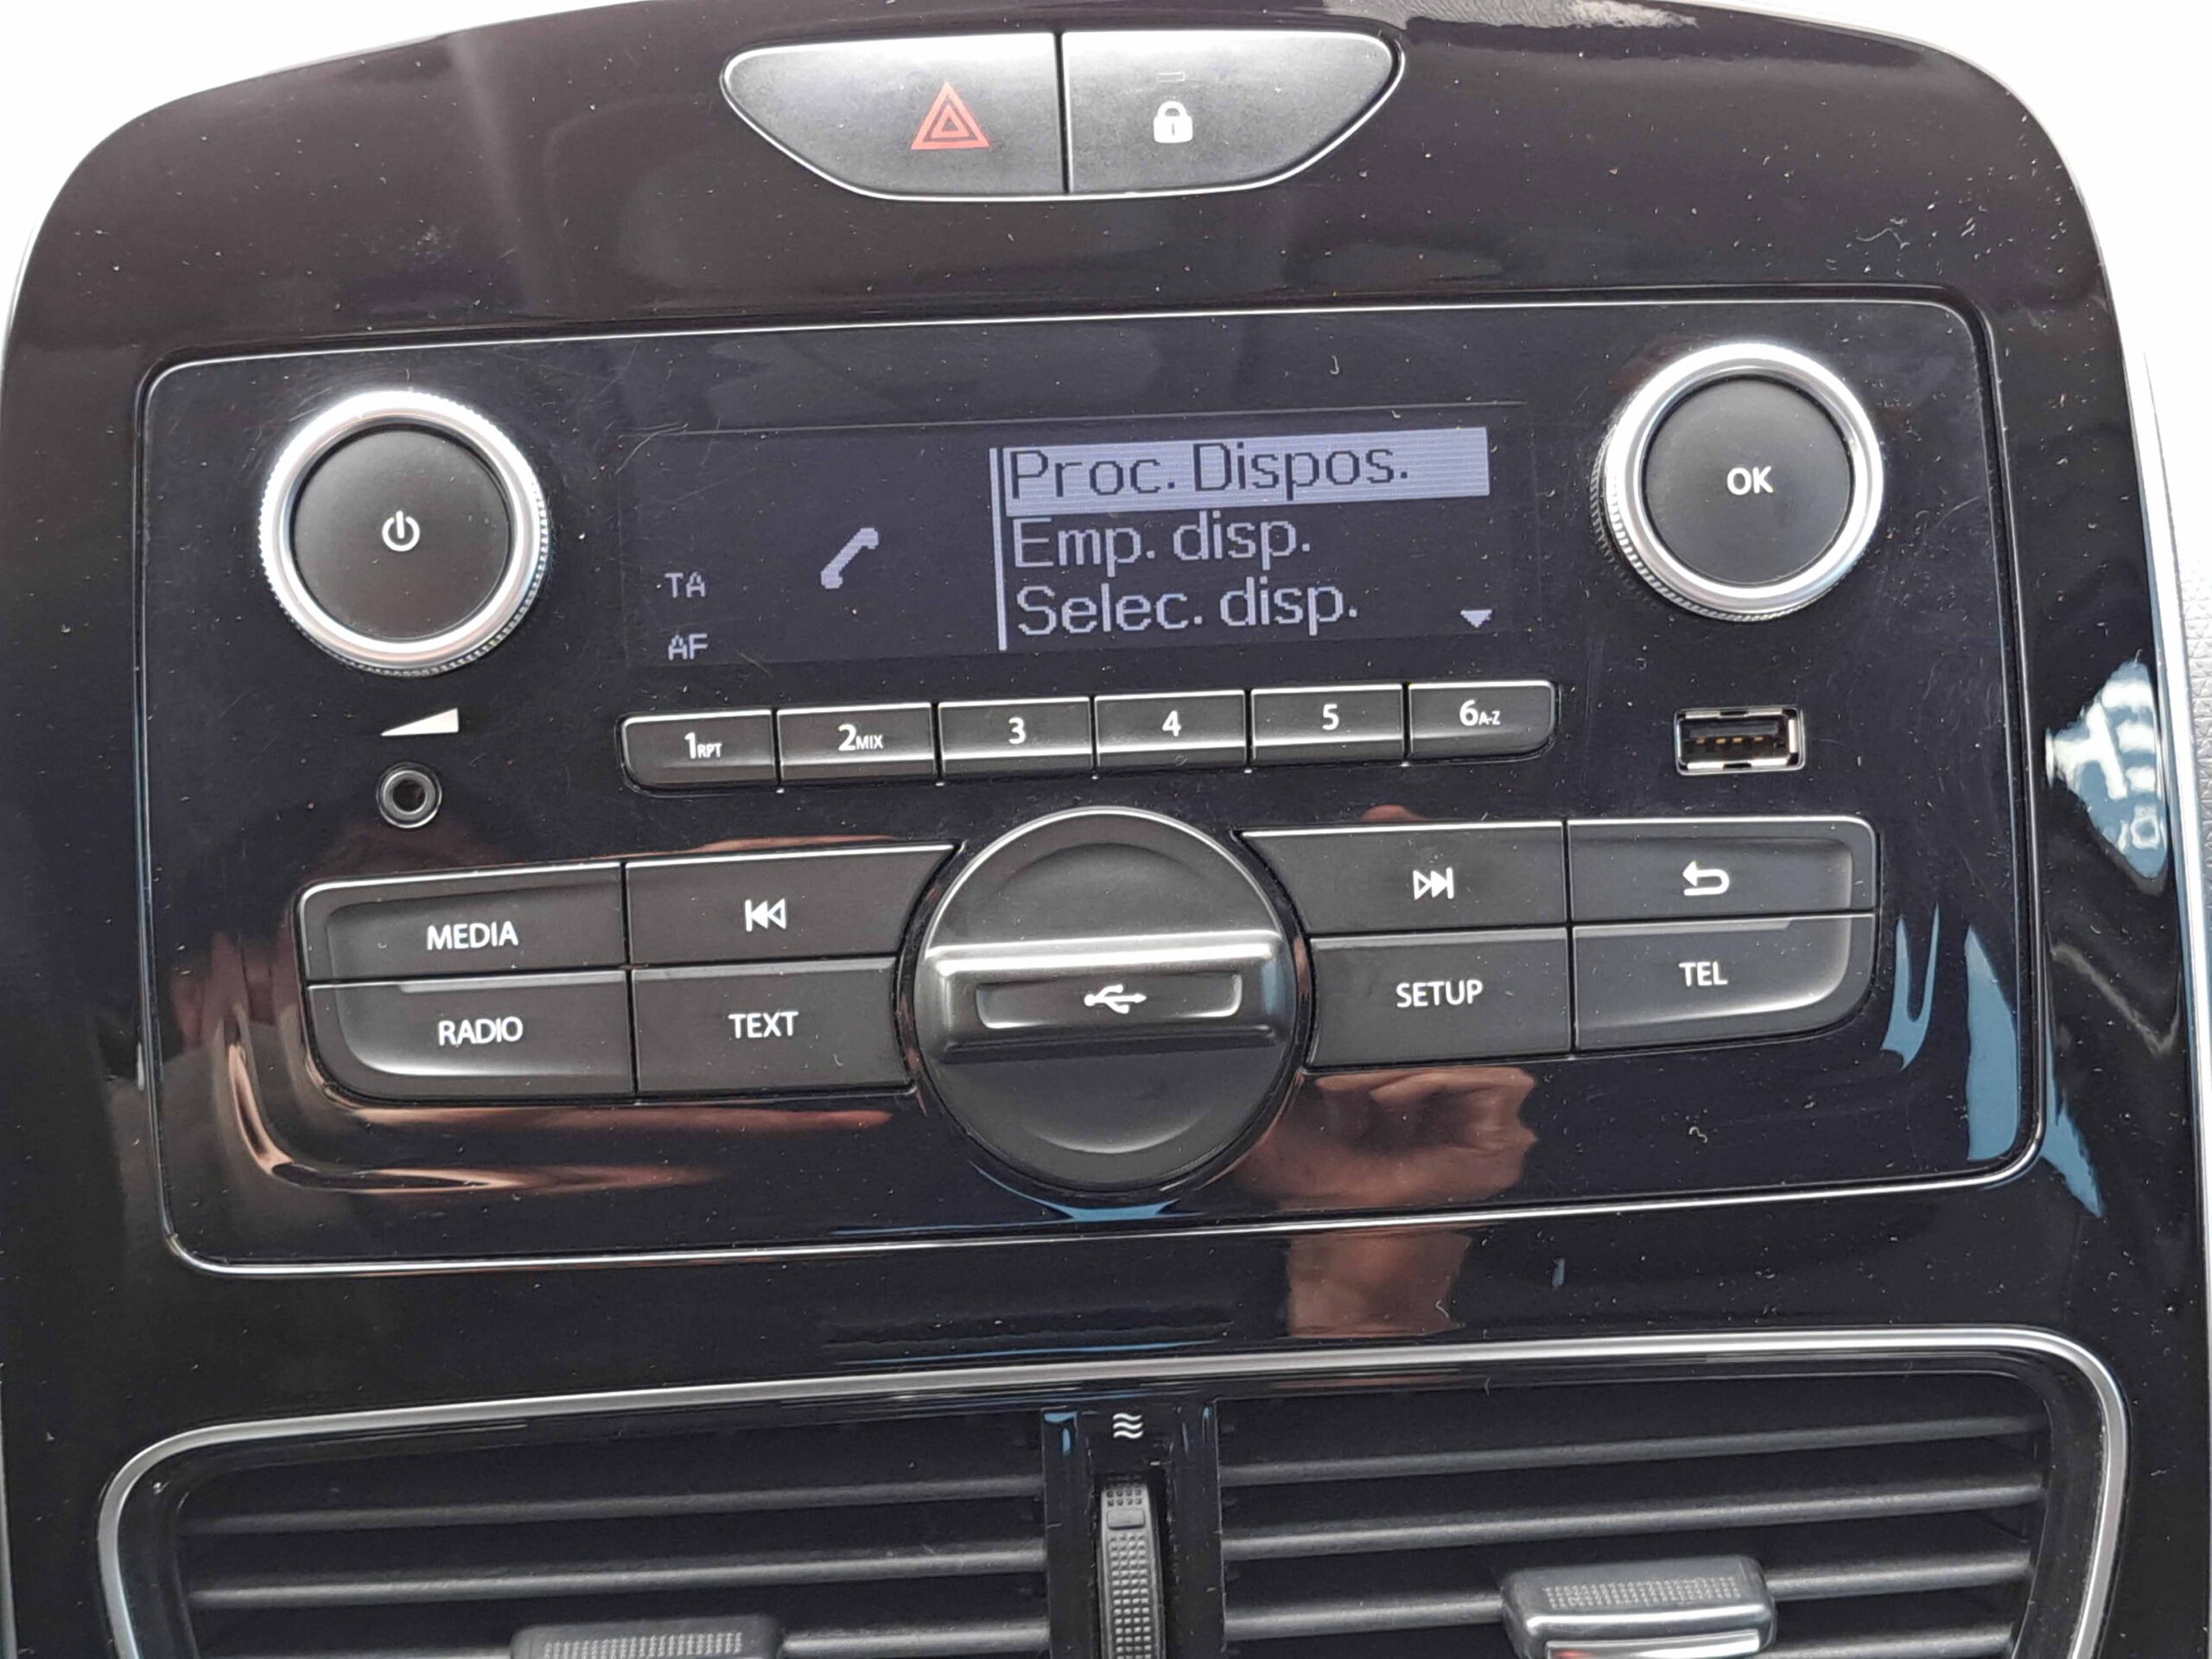 Proc. Dispos.
Emp. disp.
Selec. disp.
TA
AF
OK
1RPT
2MIX
3
4
5
6A-Z
MEDIA
RADIO
TEXT
SETUP
TEL